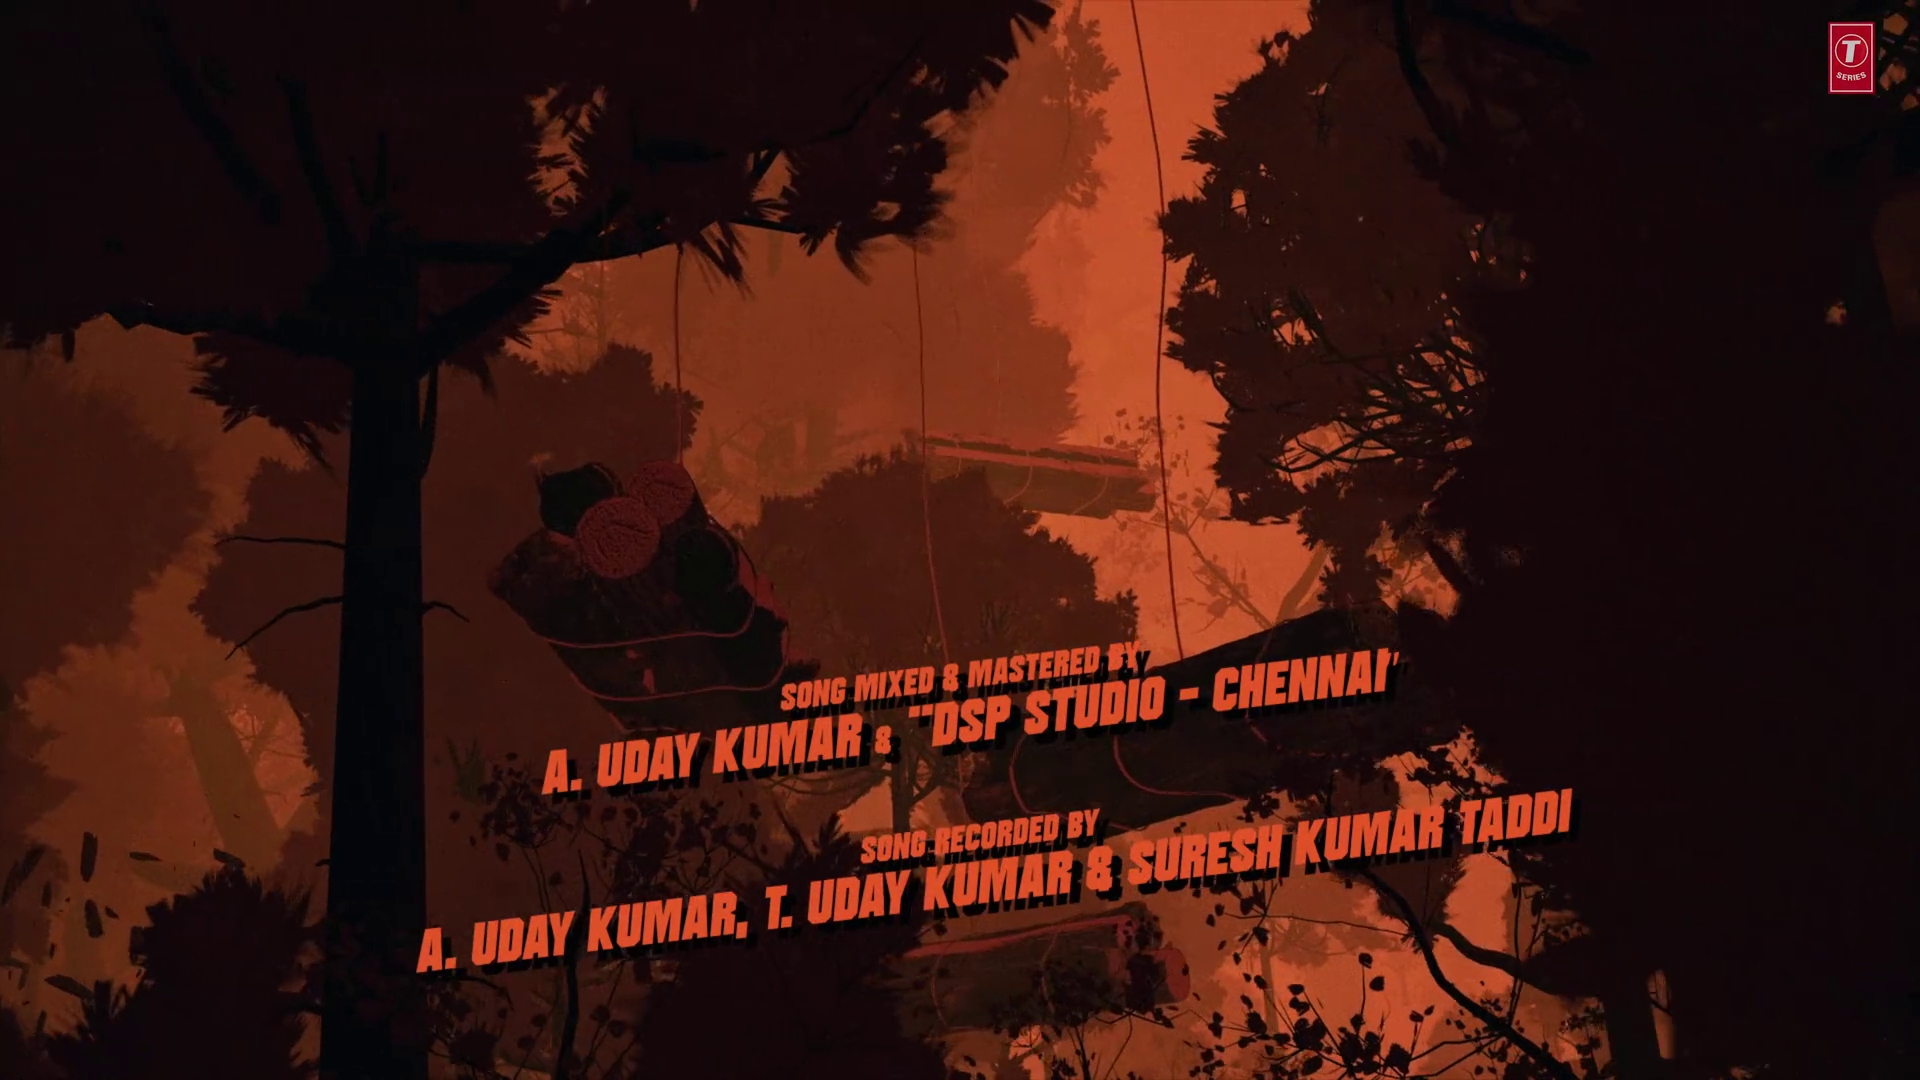 T
SERIES
SONG MIXED & MASTERED BY
A. UDAY KUMAR & "DSP STUDIO - CHENNAI"
SONG RECORDED BY
A. UDAY KUMAR, T. UDAY KUMAR & SURESH KUMAR TADDI